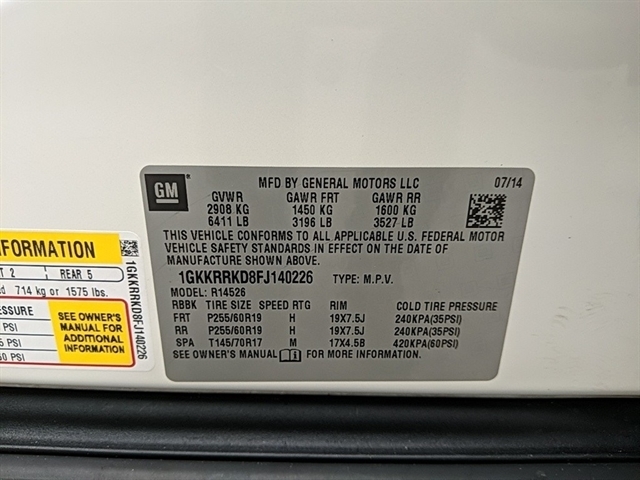 GM
MFD BY GENERAL MOTORS LLC 07/14
GVWR GAWR FRT GAWR RR
2908 KG 1450 KG 1600 KG
6411 LB 3196 LB 3527 LB
THIS VEHICLE CONFORMS TO ALL APPLICABLE U.S. FEDERAL MOTOR
VEHICLE SAFETY STANDARDS IN EFFECT ON THE DATE OF
MANUFACTURE SHOWN ABOVE.
1GKKRRKD8FJ140226 TYPE: M.P.V.
MODEL: R14526
RBBK TIRE SIZE SPEED RTG RIM COLD TIRE PRESSURE
FRT P255/60R19 H 19X7.5J 240KPA(35PSI)
RR P255/60R19 H 19X7.5J 240KPA(35PSI)
SPA T145/70R17 M 17X4.5B 420KPA(60PSI)
SEE OWNER'S MANUAL FOR MORE INFORMATION.
INFORMATION
2 REAR 5
714 kg or 1575 lbs.
SEE OWNER'S
MANUAL FOR
ADDITIONAL
INFORMATION
PSI
PSI
PSI
1GKKRRKD8FJ140226